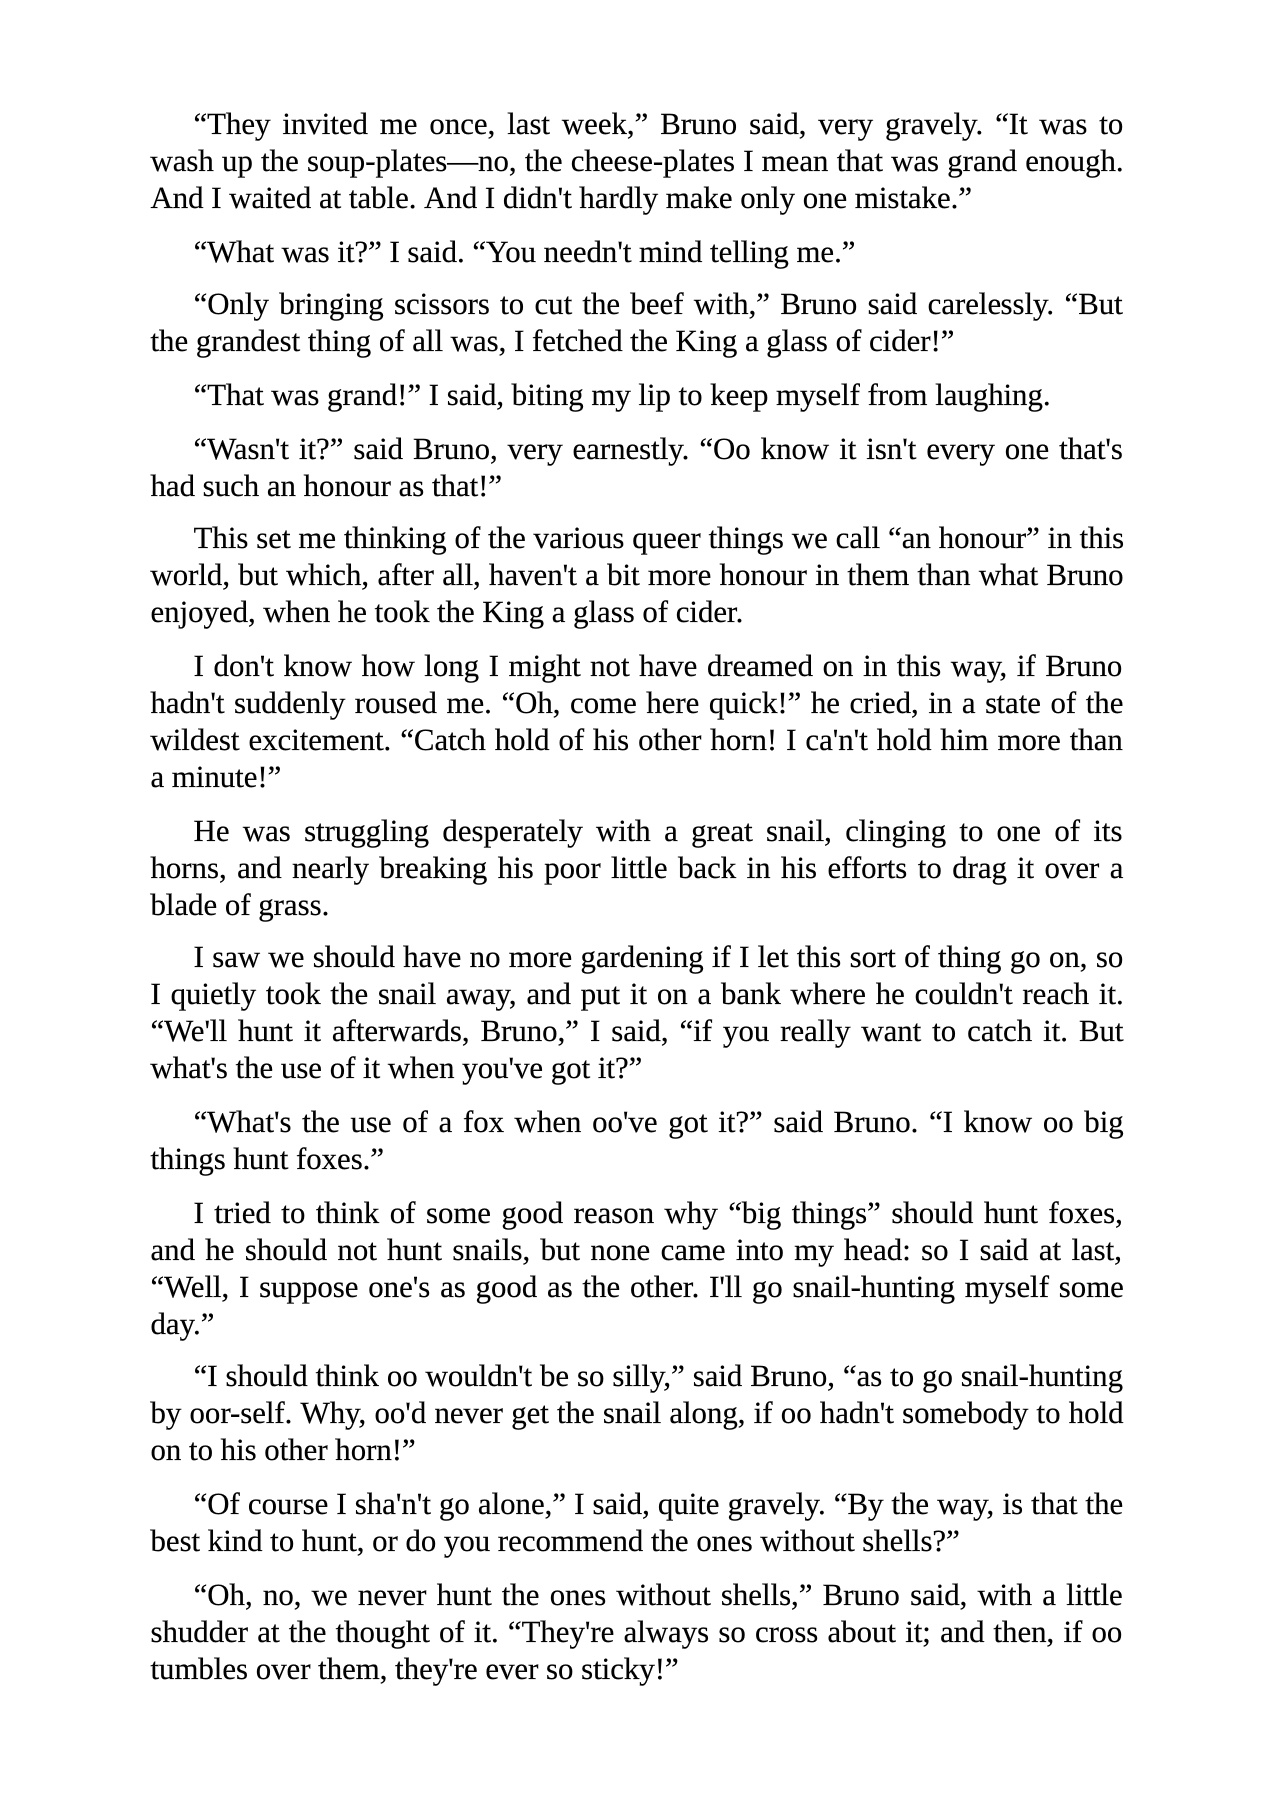 “They invited me once, last week,” Bruno said, very gravely. “It was to
wash up the soup-plates—no, the cheese-plates I mean that was grand enough.
And I waited at table. And I didn't hardly make only one mistake.”
“What was it?” I said. “You needn't mind telling me.”
“Only bringing scissors to cut the beef with,” Bruno said carelessly. “But
the grandest thing of all was, I fetched the King a glass of cider!”
“That was grand!” I said, biting my lip to keep myself from laughing.
“Wasn't it?” said Bruno, very earnestly. “Oo know it isn't every one that's
had such an honour as that!”
This set me thinking of the various queer things we call “an honour” in this
world, but which, after all, haven't a bit more honour in them than what Bruno
enjoyed, when he took the King a glass of cider.
I don't know how long I might not have dreamed on in this way, if Bruno
hadn't suddenly roused me. “Oh, come here quick!” he cried, in a state of the
wildest excitement. “Catch hold of his other horn! I ca'n't hold him more than
a minute!”
He was struggling desperately with a great snail, clinging to one of its
horns, and nearly breaking his poor little back in his efforts to drag it over a
blade of grass.
I saw we should have no more gardening if I let this sort of thing go on, so
I quietly took the snail away, and put it on a bank where he couldn't reach it.
“We'll hunt it afterwards, Bruno,” I said, “if you really want to catch it. But
what's the use of it when you've got it?”
“What's the use of a fox when oo've got it?” said Bruno. “I know oo big
things hunt foxes.”
I tried to think of some good reason why “big things” should hunt foxes,
and he should not hunt snails, but none came into my head: so I said at last,
“Well, I suppose one's as good as the other. I'll go snail-hunting myself some
day.”
“I should think oo wouldn't be so silly,” said Bruno, “as to go snail-hunting
by oor-self. Why, oo'd never get the snail along, if oo hadn't somebody to hold
on to his other horn!”
“Of course I sha'n't go alone,” I said, quite gravely. “By the way, is that the
best kind to hunt, or do you recommend the ones without shells?”
“Oh, no, we never hunt the ones without shells,” Bruno said, with a little
shudder at the thought of it. “They're always so cross about it; and then, if oo
tumbles over them, they're ever so sticky!”